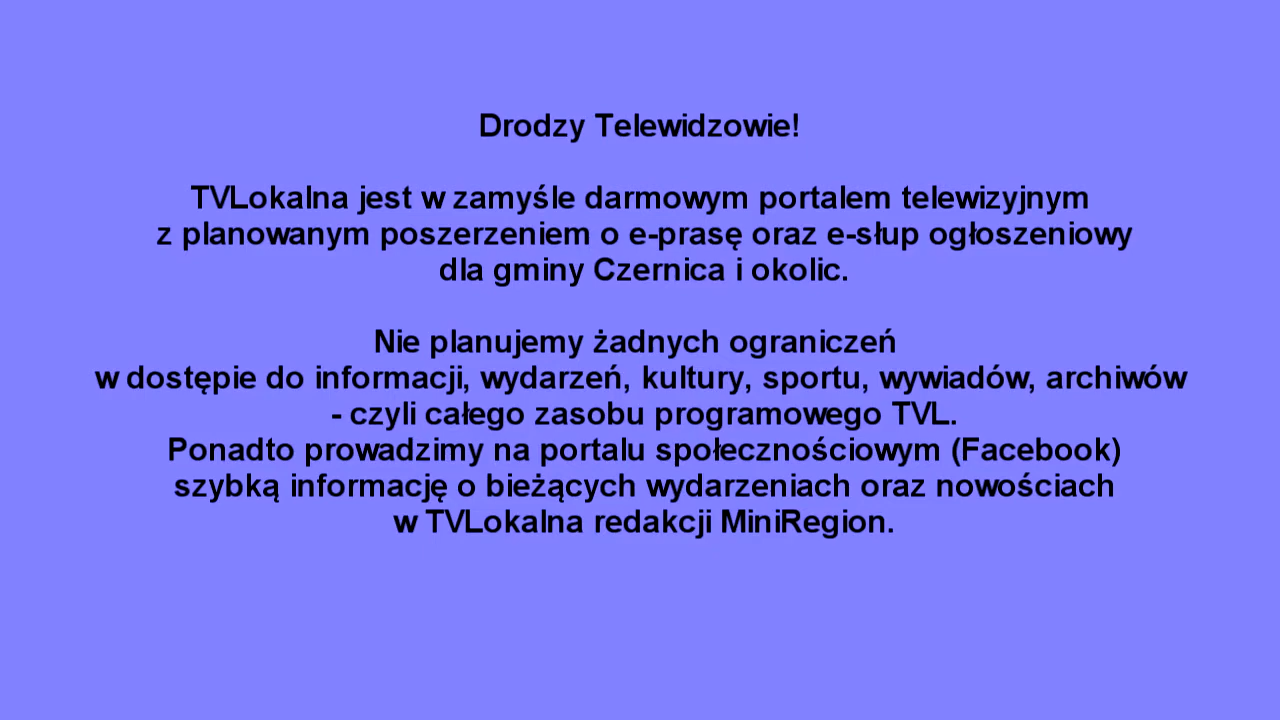 Drodzy Telewidzowie!
TVLokalna jest w zamyśle darmowym portalem telewizyjnym
z planowanym poszerzeniem o e-prasę oraz e-słup ogłoszeniowy
dla gminy Czernica i okolic.
Nie planujemy żadnych ograniczeń
w dostępie do informacji, wydarzeń, kultury, sportu, wywiadów, archiwów
- czyli całego zasobu programowego TVL.
Ponadto prowadzimy na portalu społecznościowym (Facebook)
szybką informację o bieżących wydarzeniach oraz nowościach
w TVLokalna redakcji MiniRegion.